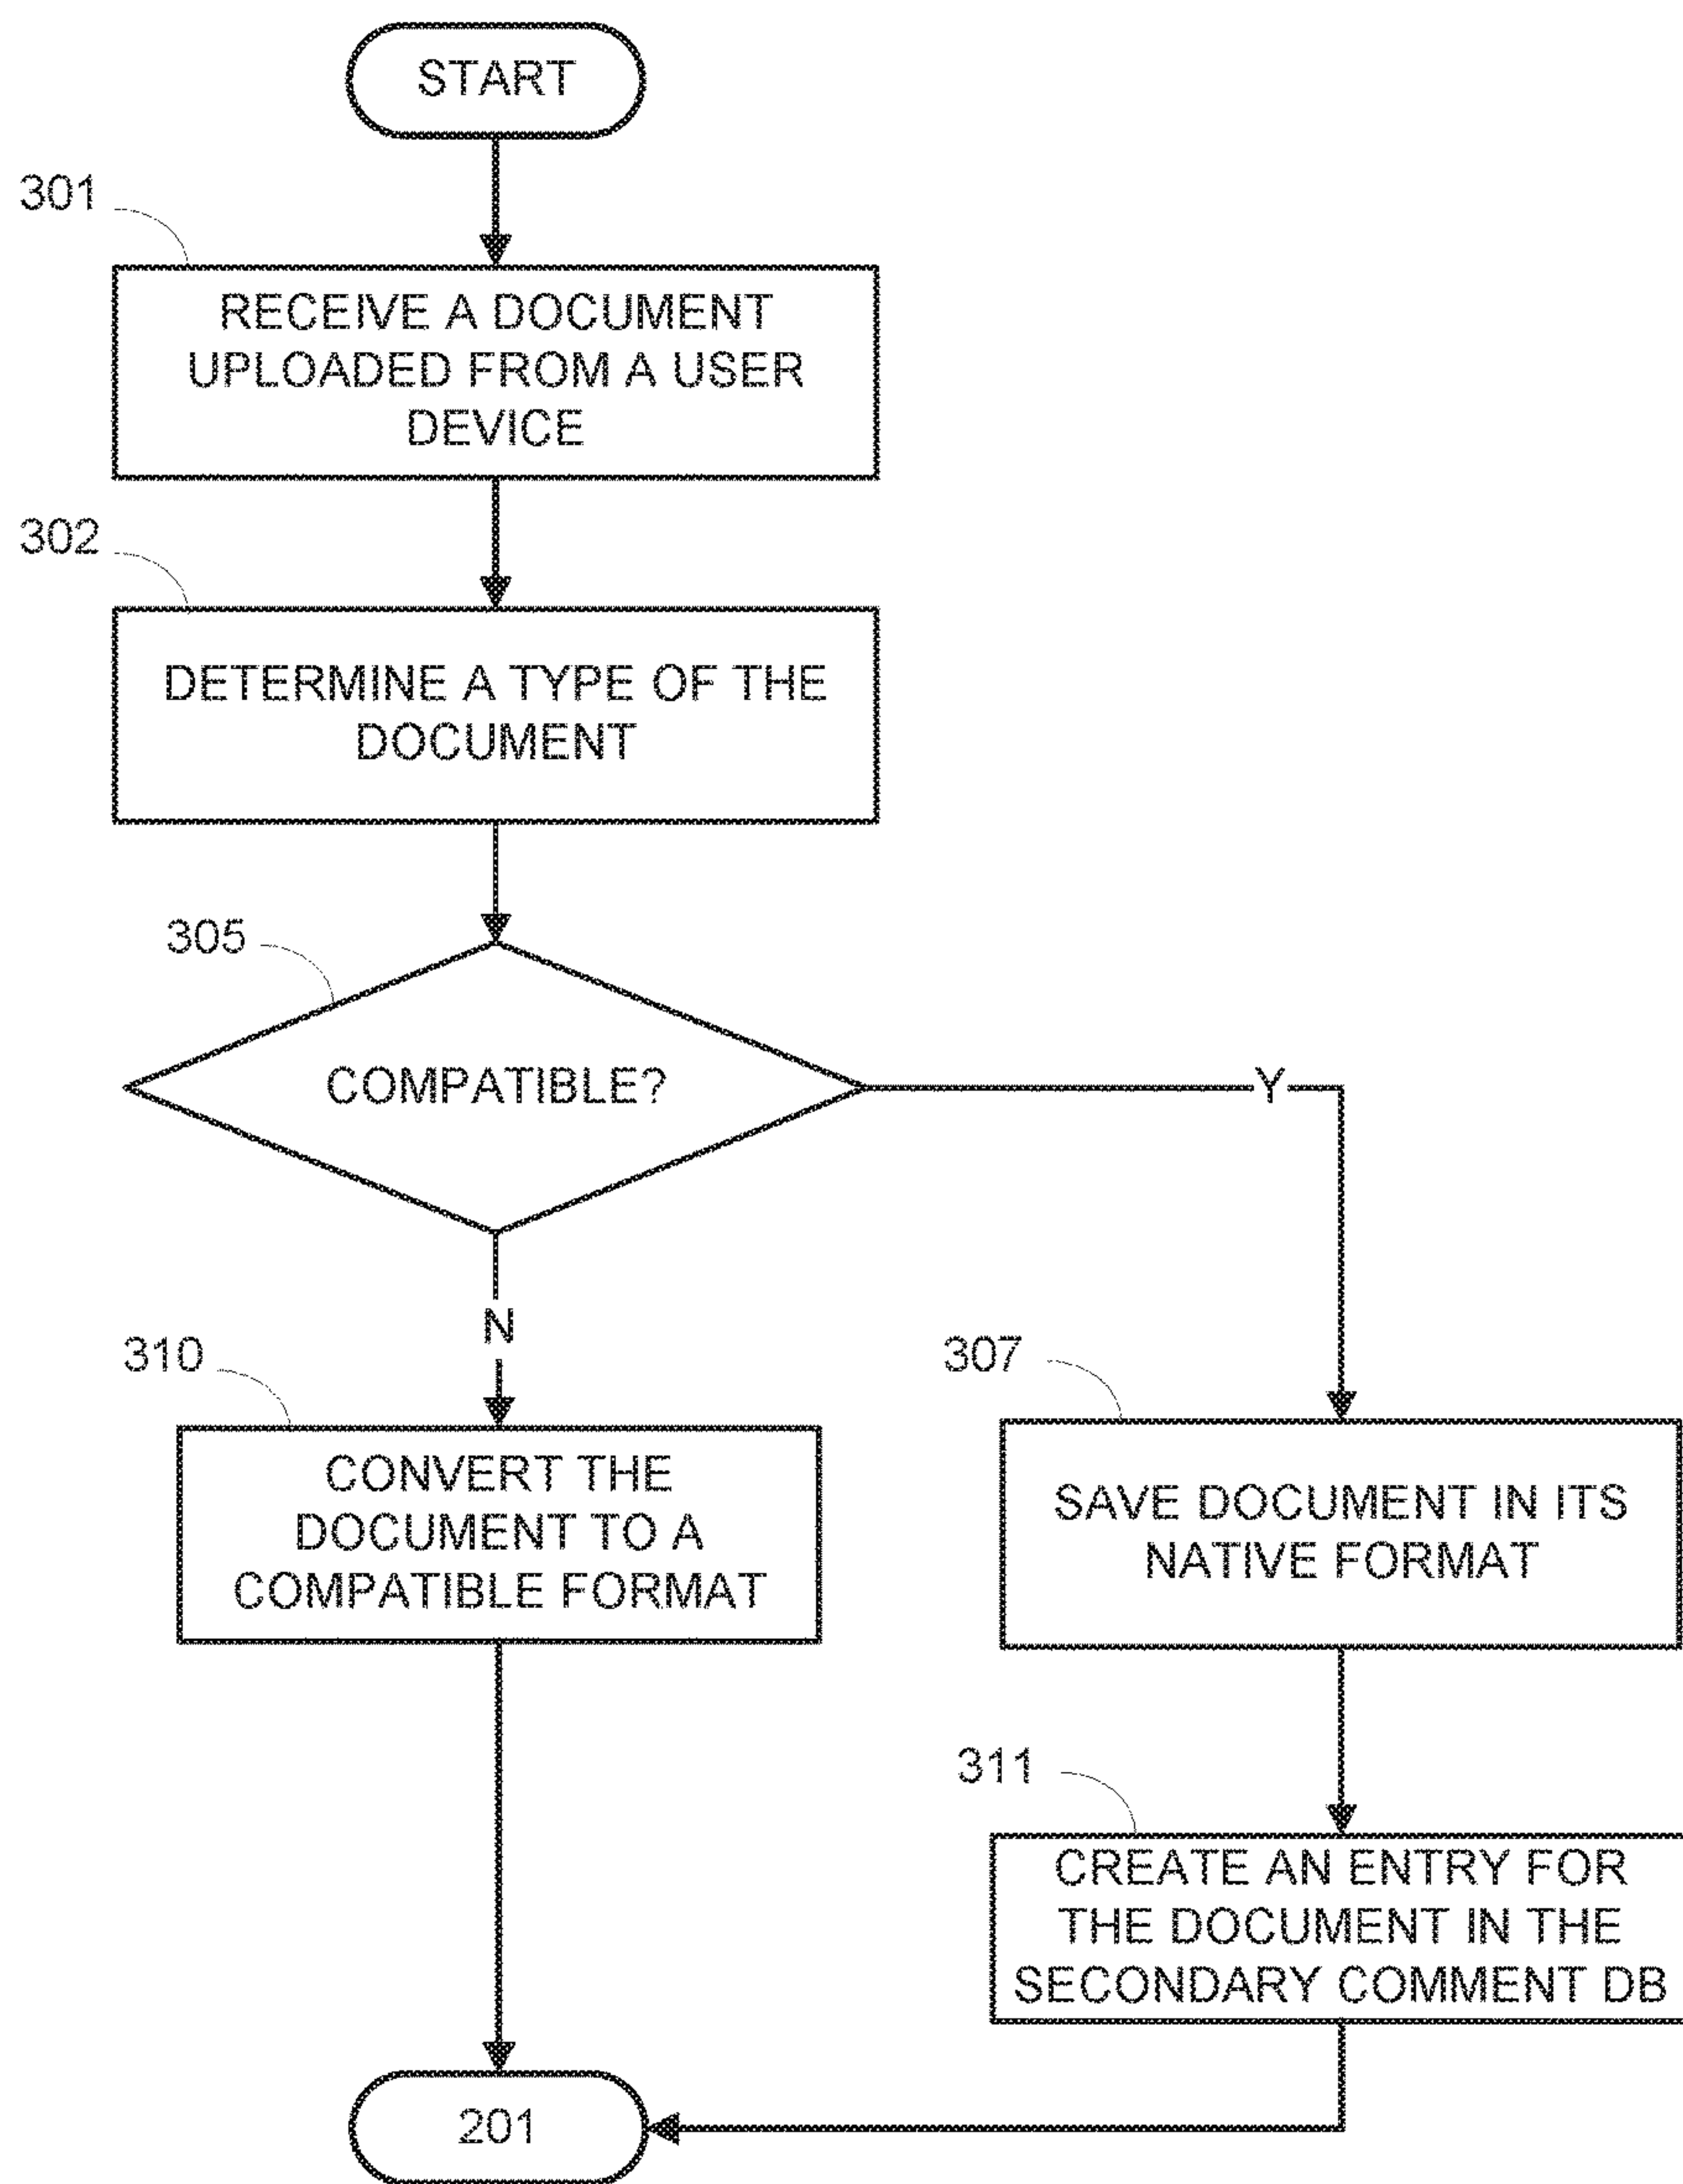 START
301
RECEIVE A DOCUMENT
UPLOADED FROM A USER
DEVICE
302
DETERMINE A TYPE OF THE
DOCUMENT
305
COMPATIBLE?
Y
N
310
CONVERT THE
DOCUMENT TO A
COMPATIBLE FORMAT
307
SAVE DOCUMENT IN ITS
NATIVE FORMAT
311
CREATE AN ENTRY FOR
THE DOCUMENT IN THE
SECONDARY COMMENT DB
201